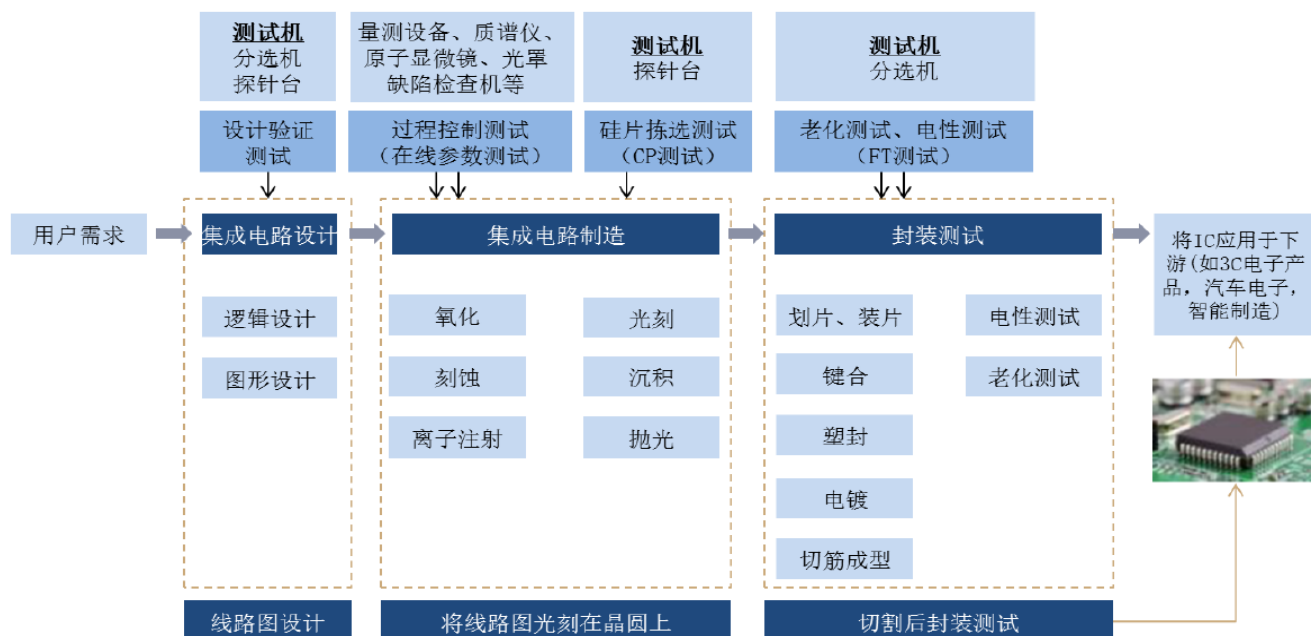 测试机
分选机
探针台
量测设备、质谱仪、
原子显微镜、光罩
缺陷检查机等
测试机
探针台
测试机
分选机
设计验证
测试
过程控制测试
（在线参数测试）
硅片拣选测试
（CP测试）
老化测试、电性测试
（FT测试）
用户需求
集成电路设计
集成电路制造
封装测试
将IC应用于下
游(如3C电子产
品，汽车电子，
智能制造)
逻辑设计
图形设计
氧化
光刻
刻蚀
沉积
离子注射
抛光
划片、装片
电性测试
键合
老化测试
塑封
电镀
切筋成型
线路图设计
将线路图光刻在晶圆上
切割后封装测试